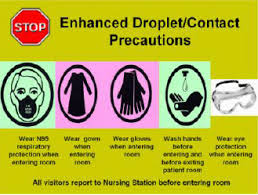 STOP
Enhanced Droplet/Contact
Precautions
Wear N95
respiratory
protection when
entering room
Wear gown
when
entering
room
Wear gloves
when entering
room
Wash hands
before
entering and
before exiting
patient room
Wear eye
protection
when entering
room
All visitors report to Nursing Station before entering room